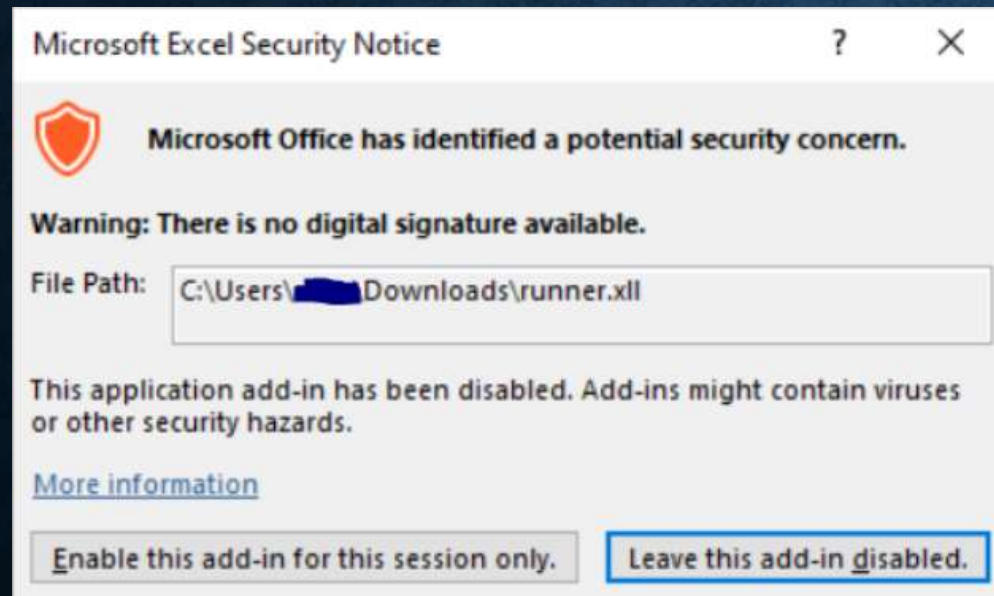 Microsoft Excel Security Notice ? ×
Microsoft Office has identified a potential security concern.
Warning: There is no digital signature available.
File Path: C:\Users\ \Downloads\runner.xll
This application add-in has been disabled. Add-ins might contain viruses
or other security hazards.
More information
Enable this add-in for this session only. Leave this add-in disabled.